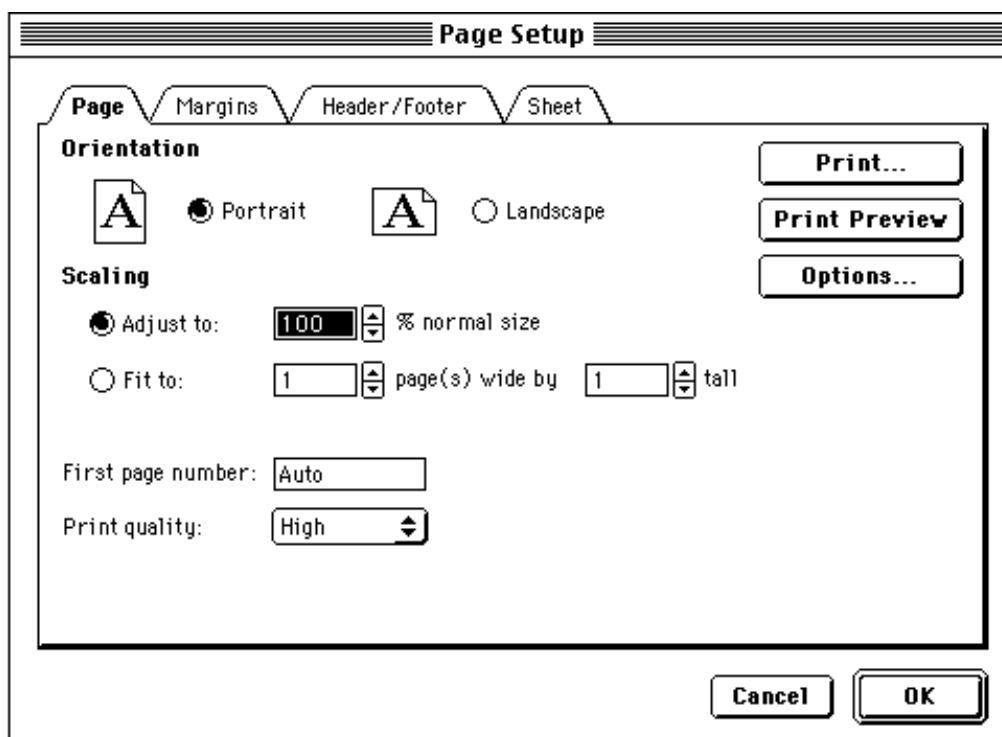 Page Setup
Page Margins Header/Footer Sheet
Orientation
Print...
A Portrait A Landscape
Print Preview
Scaling
Options...
Adjust to: 100 % normal size
Fit to: 1 page(s) wide by 1 tall
First page number: Auto
Print quality: High
Cancel OK